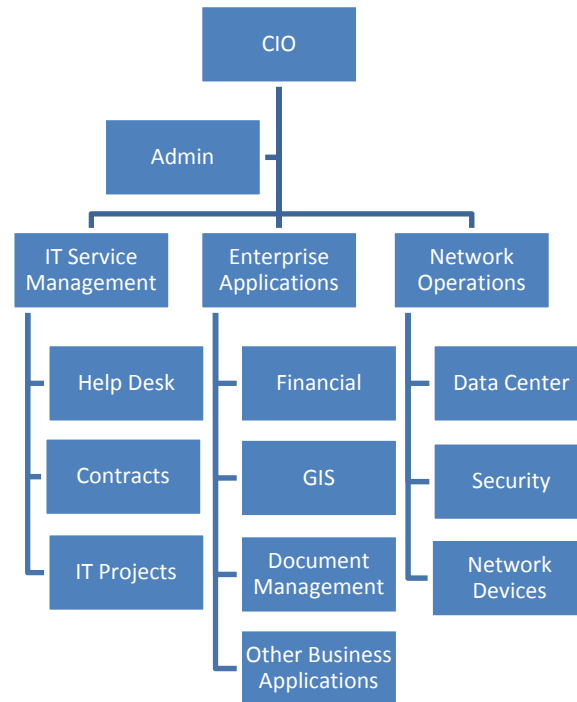 CIO
Admin
IT Service
Management
Enterprise
Applications
Network
Operations
Help Desk
Financial
Data Center
Contracts
GIS
Security
IT Projects
Document
Management
Network
Devices
Other Business
Applications